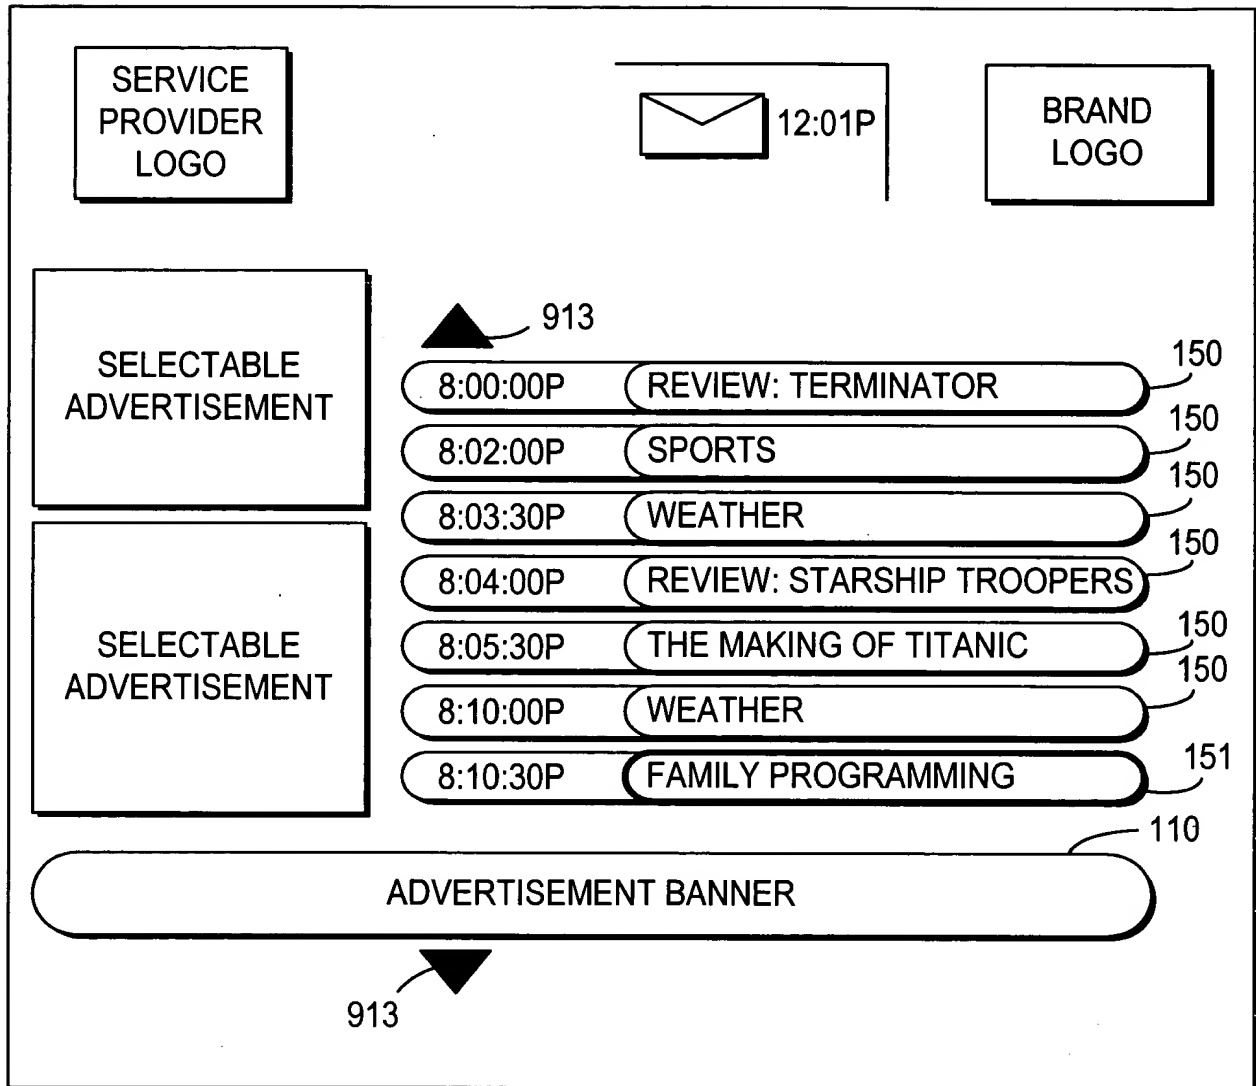 SERVICE
PROVIDER
LOGO
12:01P
BRAND
LOGO
SELECTABLE
ADVERTISEMENT
SELECTABLE
ADVERTISEMENT
913
8:00:00P REVIEW: TERMINATOR 150
8:02:00P SPORTS 150
8:03:30P WEATHER 150
8:04:00P REVIEW: STARSHIP TROOPERS 150
8:05:30P THE MAKING OF TITANIC 150
8:10:00P WEATHER 150
8:10:30P FAMILY PROGRAMMING 151
110
ADVERTISEMENT BANNER
913